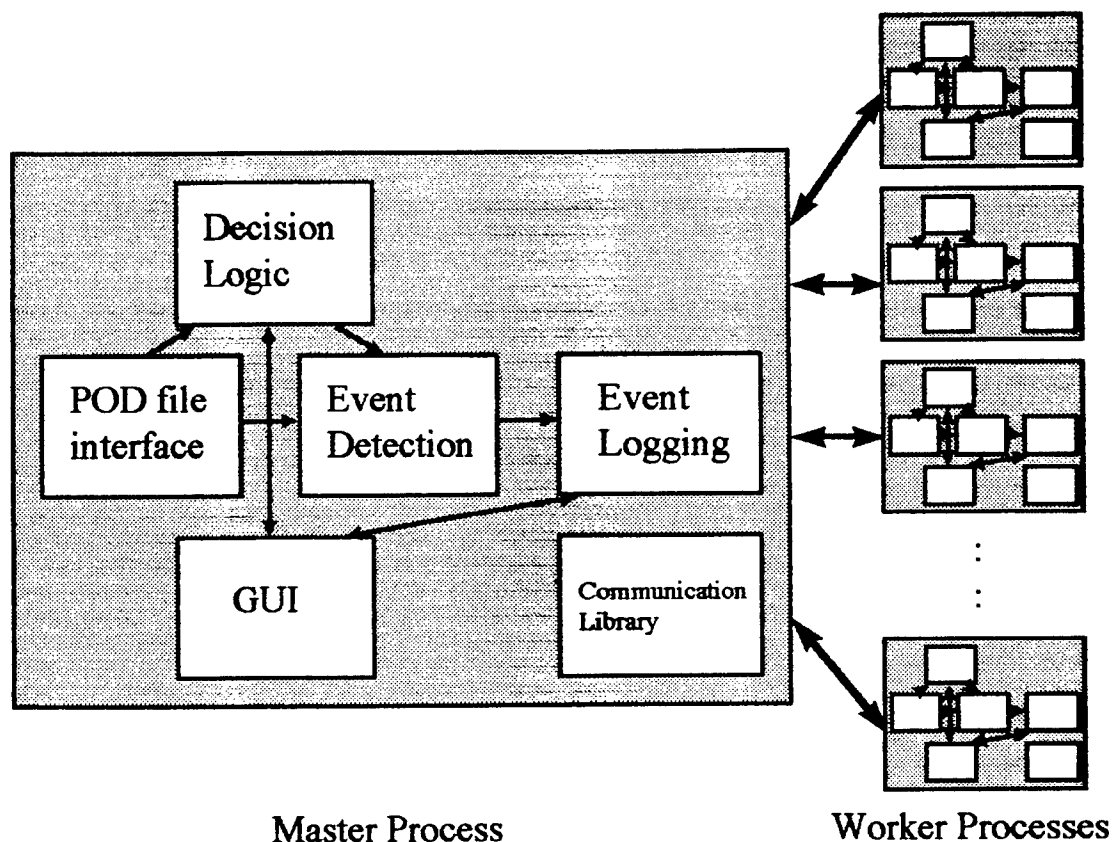 Decision
Logic
POD file
interface
Event
Detection
Event
Logging
GUI
Communication
Library
Master Process
Worker Processes